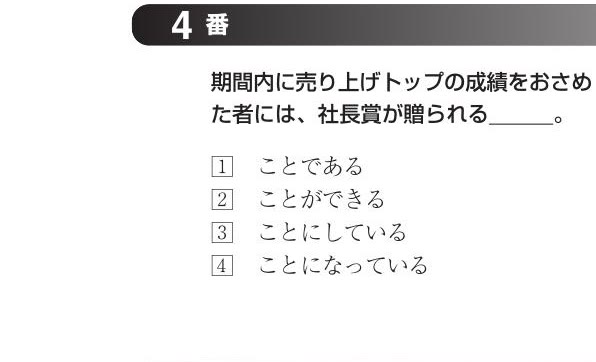 4 番
期間内に売り上げトップの成績をおさめ
た者には、社長賞が贈られる______。
1 ことである
2 ことができる
3 ことにしている
4 ことになっている